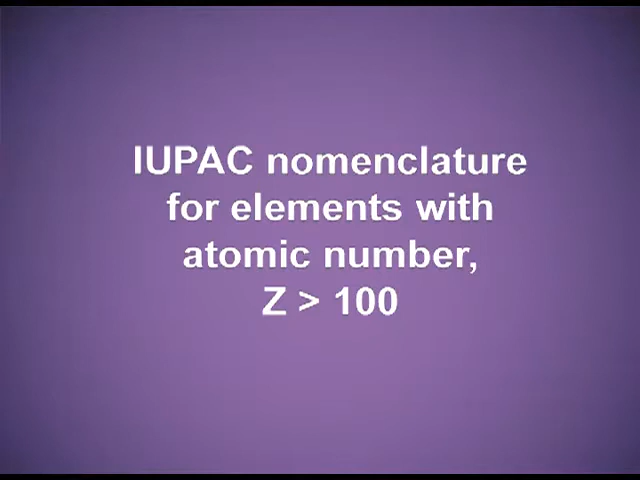 IUPAC nomenclature
for elements with
atomic number,
Z > 100